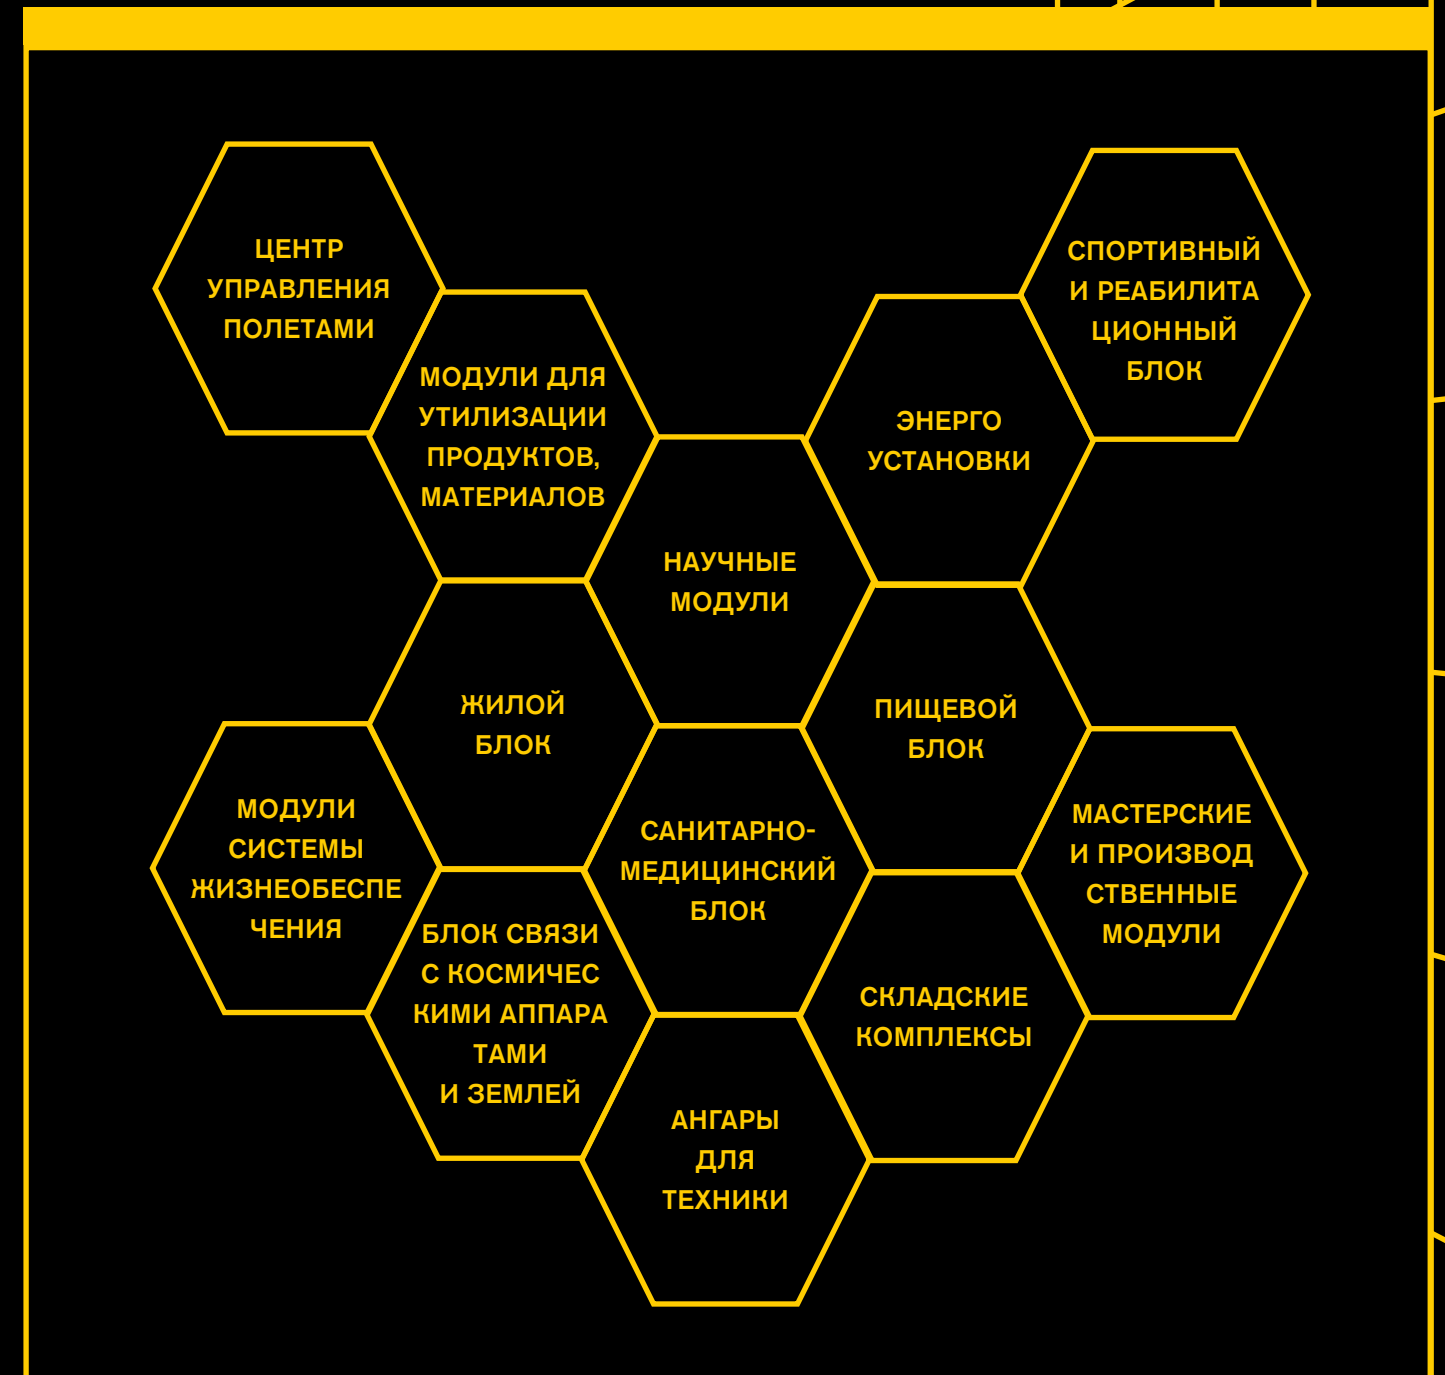 ЦЕНТР
УПРАВЛЕНИЯ
ПОЛЕТАМИ
СПОРТИВНЫЙ
И РЕАБИЛИТА
ЦИОННЫЙ
БЛОК
МОДУЛИ ДЛЯ
УТИЛИЗАЦИИ
ПРОДУКТОВ,
МАТЕРИАЛОВ
ЭНЕРГО
УСТАНОВКИ
НАУЧНЫЕ
МОДУЛИ
ЖИЛОЙ
БЛОК
ПИЩЕВОЙ
БЛОК
МОДУЛИ
СИСТЕМЫ
ЖИЗНЕОБЕСПЕ
ЧЕНИЯ
САНИТАРНО-
МЕДИЦИНСКИЙ
БЛОК
МАСТЕРСКИЕ
И ПРОИЗВОД
СТВЕННЫЕ
МОДУЛИ
БЛОК СВЯЗИ
С КОСМИЧЕС
КИМИ АППАРА
ТАМИ
И ЗЕМЛЕЙ
СКЛАДСКИЕ
КОМПЛЕКСЫ
АНГАРЫ
ДЛЯ
ТЕХНИКИ